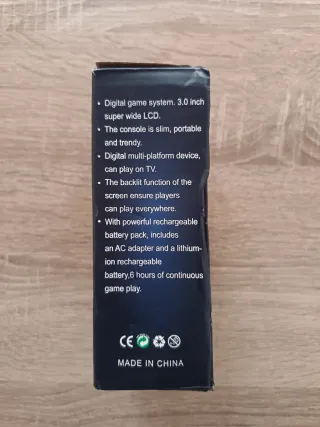 • Digital game system. 3.0 inch
super wide LCD.
• The console is slim, portable
and trendy.
• Digital multi-platform device,
can play on TV.
• The backlit function of the
screen ensure players
can play everywhere.
• With powerful rechargeable
battery pack, includes
an AC adapter and a lithium-
ion rechargeable
battery,6 hours of continuous
game play.
CE
MADE IN CHINA